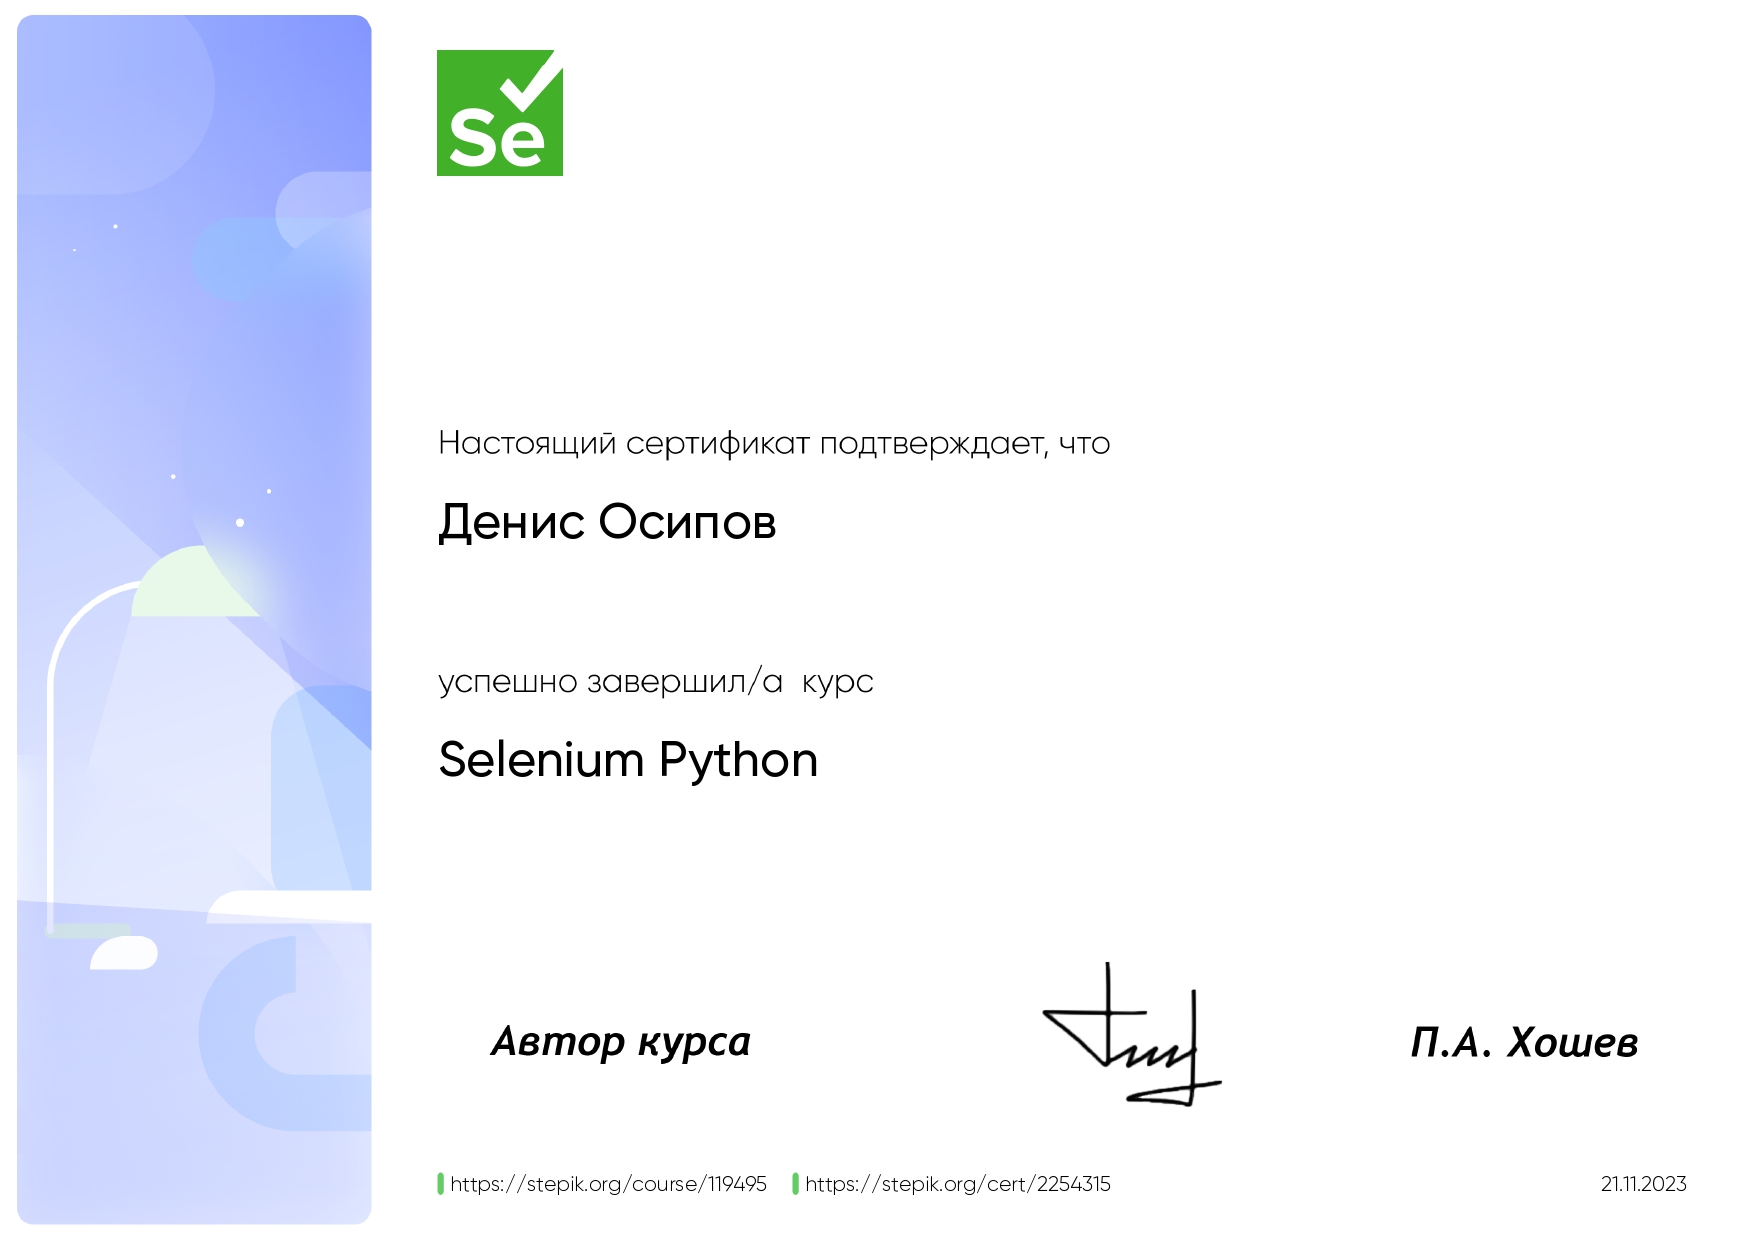 Se
Настоящий сертификат подтверждает, что
Денис Осипов
успешно завершил/а курс
Selenium Python
Автор курса
П.А. Хошев
https://stepik.org/course/119495 https://stepik.org/cert/2254315 21.11.2023